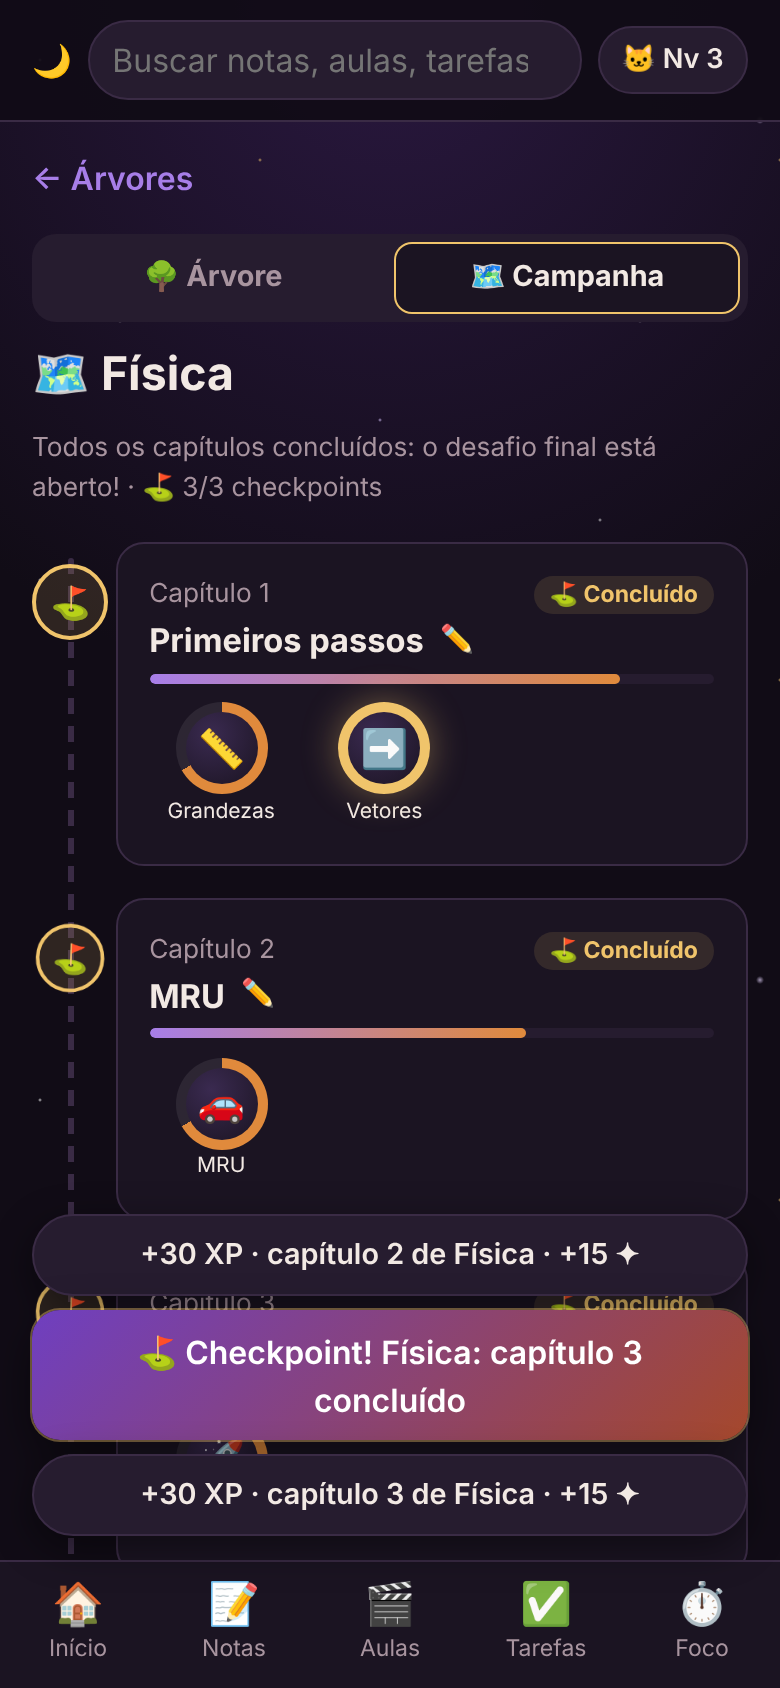 Buscar notas, aulas, tarefas
Nv 3
← Árvores
Árvore
Campanha
Física
Todos os capítulos concluídos: o desafio final está
aberto! · ⛳ 3/3 checkpoints
Capítulo 1
Concluído
Primeiros passos
Grandezas
Vetores
Capítulo 2
Concluído
MRU
MRU
+30 XP · capítulo 2 de Física · +15 ✦
Capítulo 3
Concluído
Checkpoint! Física: capítulo 3
concluído
+30 XP · capítulo 3 de Física · +15 ✦
Início
Notas
Aulas
Tarefas
Foco